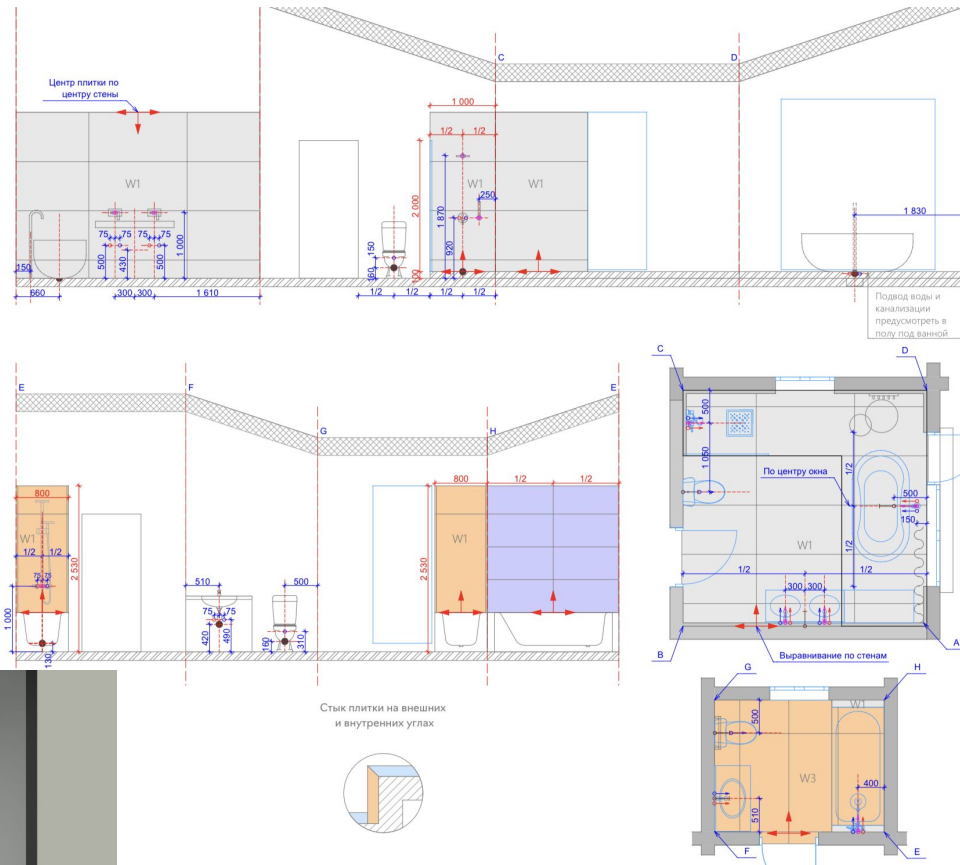 C
D
Центр плитки по
центру стены
1 000
1/2
1/2
W1
W1
W1
250
2 000
1 870
920
100
1 830
75
75
75
75
1 000
150
500
430
500
150
160
660
300
300
1 610
1/2
1/2
1/2
1/2
Подвод воды и
канализации
предусмотреть в
полу под ванной
E
F
G
H
E
800
W1
1/2
1/2
75
75
1 000
130
2 530
510
500
75
75
420
490
160
310
2 530
800
1/2
1/2
W1
C
D
500
1 050
По центру окна
1/2
500
150
W1
1/2
1/2
1/2
300
300
A
B
Выравнивание по стенам
Стык плитки на внешних
и внутренних углах
G
H
W1
500
W3
400
510
F
E